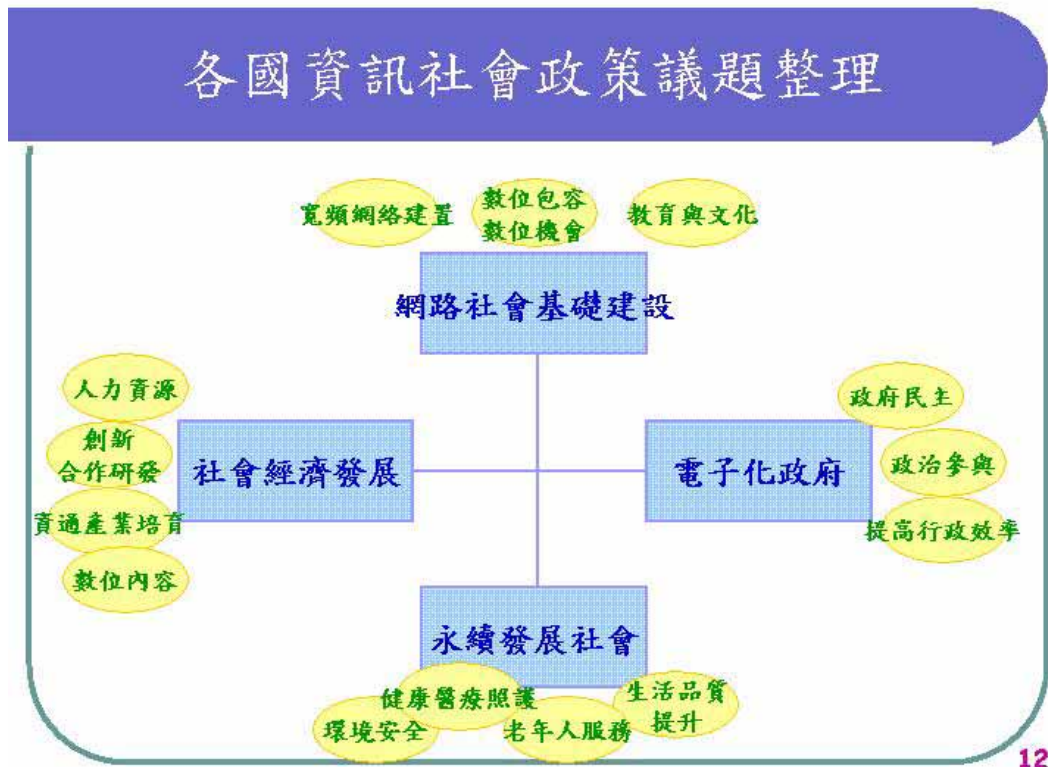 各國資訊社會政策議題整理
寬頻網絡建置
數位包容
數位機會
教育與文化
網路社會基礎建設
人力資源
創新
合作研發
資通產業培育
數位內容
社會經濟發展
電子化政府
政府民主
政治參與
提高行政效率
永續發展社會
健康醫療照護
環境安全
老年人服務
生活品質
提升
12